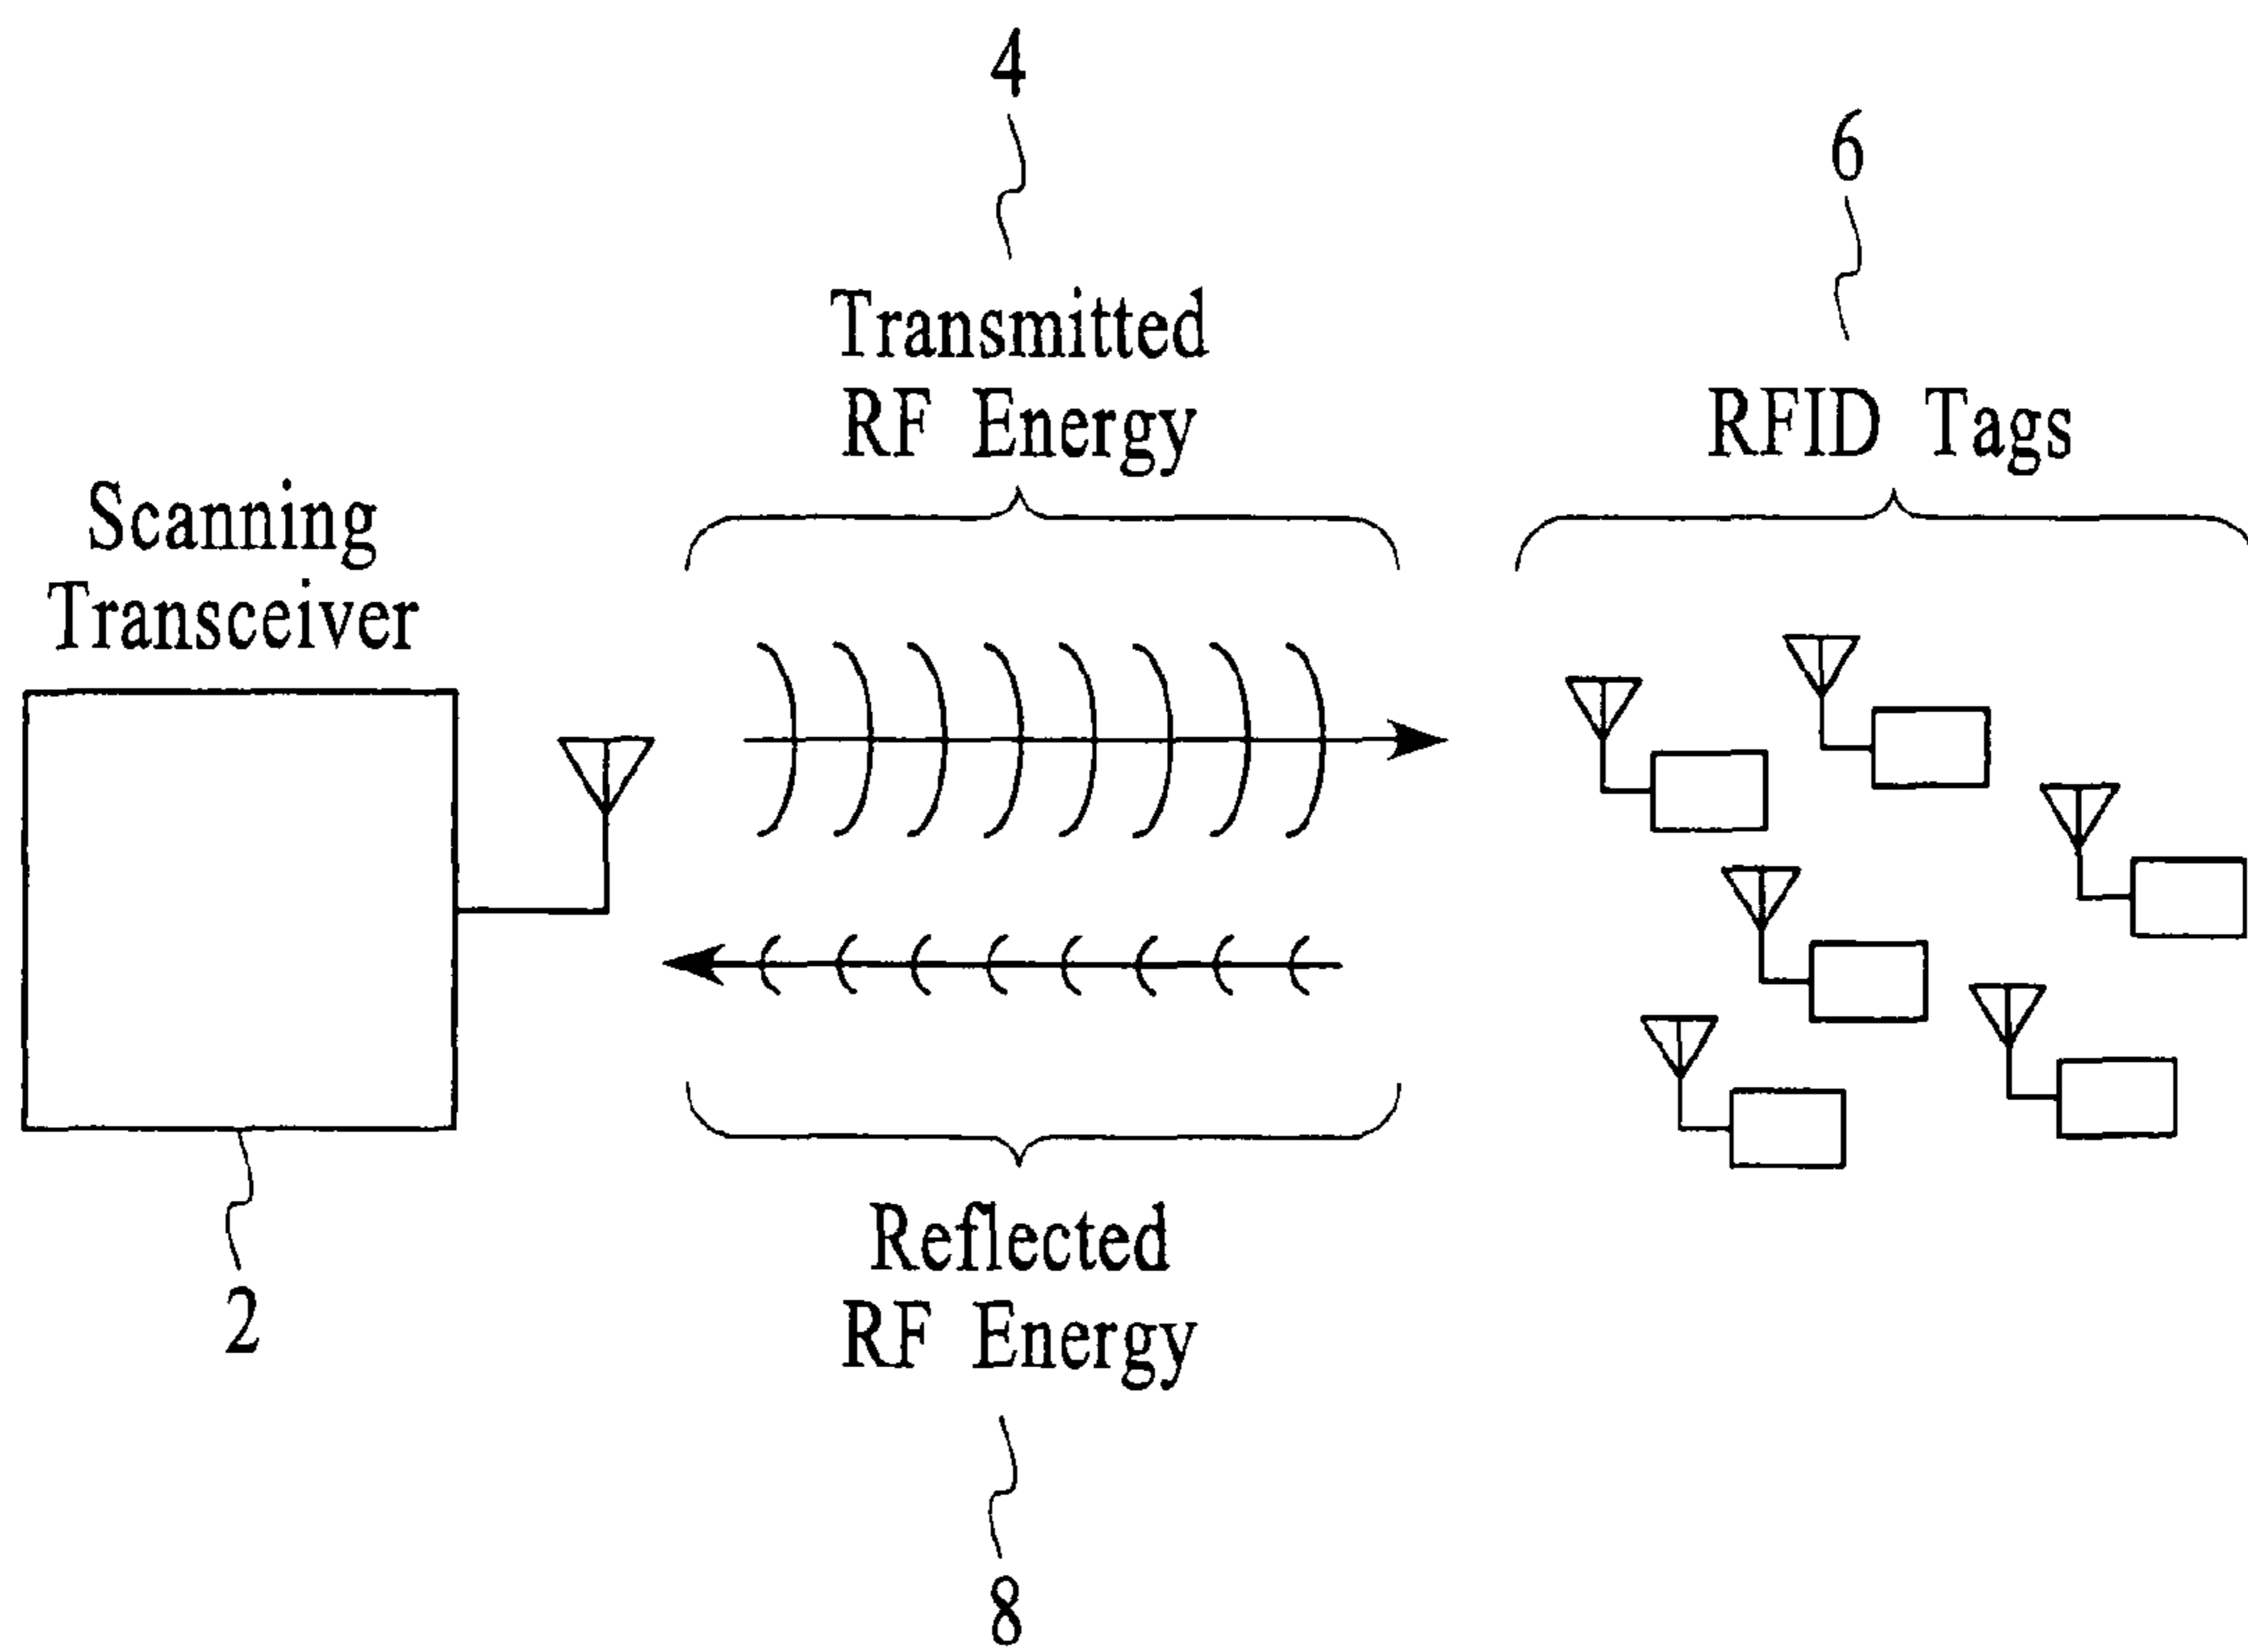 4
6
Transmitted
RF Energy
RFID Tags
Scanning
Transceiver
2
Reflected
RF Energy
8